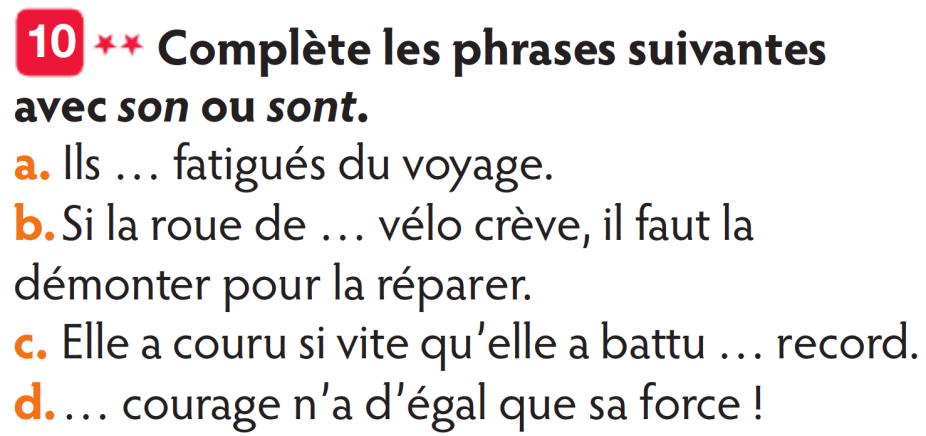 10 ** Complète les phrases suivantes
avec son ou sont.
a. Ils … fatigués du voyage.
b. Si la roue de … vélo crève, il faut la
démonter pour la réparer.
c. Elle a couru si vite qu’elle a battu … record.
d. … courage n’a d’égal que sa force !